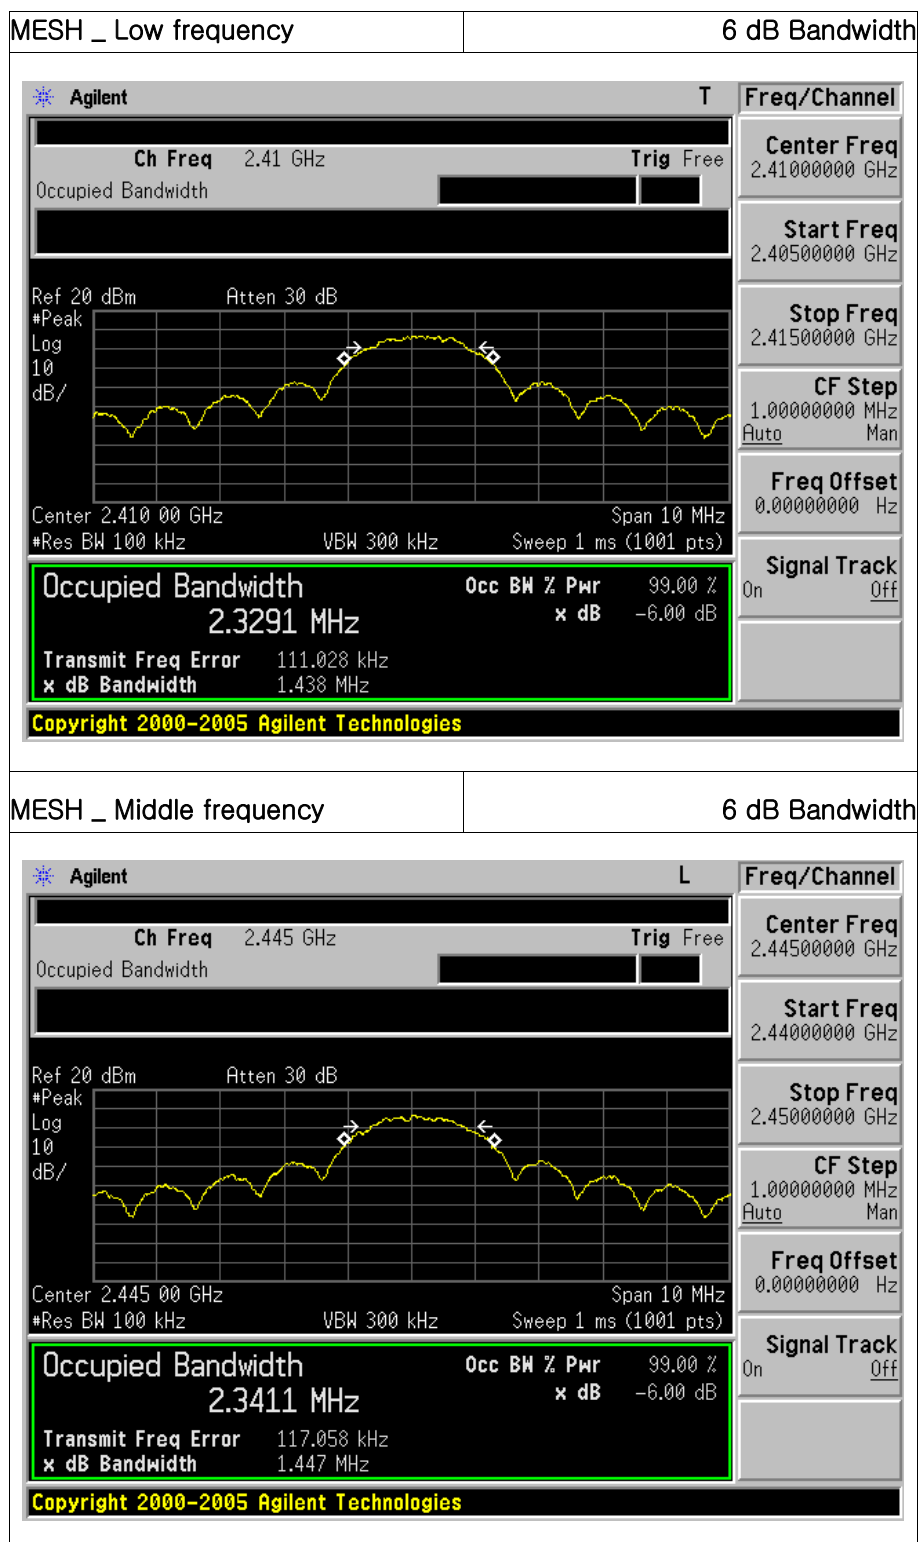 MESH _ Low frequency 6 dB Bandwidth
Agilent T Freq/Channel
Ch Freq 2.41 GHz Trig Free
Occupied Bandwidth
Center Freq
2.41000000 GHz
Start Freq
2.40500000 GHz
Stop Freq
2.41500000 GHz
CF Step
1.00000000 MHz
Auto Man
Freq Offset
0.00000000 Hz
Signal Track
On Off
Ref 20 dBm Atten 30 dB
#Peak
Log
10
dB/
Center 2.410 00 GHz Span 10 MHz
#Res BW 100 kHz VBW 300 kHz Sweep 1 ms (1001 pts)
Occupied Bandwidth Occ BW % Pwr 99.00 %
2.3291 MHz x dB -6.00 dB
Transmit Freq Error 111.028 kHz
x dB Bandwidth 1.438 MHz
Copyright 2000-2005 Agilent Technologies
MESH _ Middle frequency 6 dB Bandwidth
Agilent L Freq/Channel
Ch Freq 2.445 GHz Trig Free
Occupied Bandwidth
Center Freq
2.44500000 GHz
Start Freq
2.44000000 GHz
Stop Freq
2.45000000 GHz
CF Step
1.00000000 MHz
Auto Man
Freq Offset
0.00000000 Hz
Signal Track
On Off
Ref 20 dBm Atten 30 dB
#Peak
Log
10
dB/
Center 2.445 00 GHz Span 10 MHz
#Res BW 100 kHz VBW 300 kHz Sweep 1 ms (1001 pts)
Occupied Bandwidth Occ BW % Pwr 99.00 %
2.3411 MHz x dB -6.00 dB
Transmit Freq Error 117.058 kHz
x dB Bandwidth 1.447 MHz
Copyright 2000-2005 Agilent Technologies